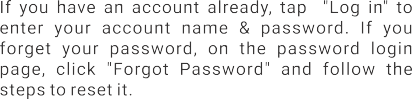 If you have an account already, tap "Log in" to
enter your account name & password. If you
forget your password, on the password login
page, click "Forgot Password" and follow the
steps to reset it.